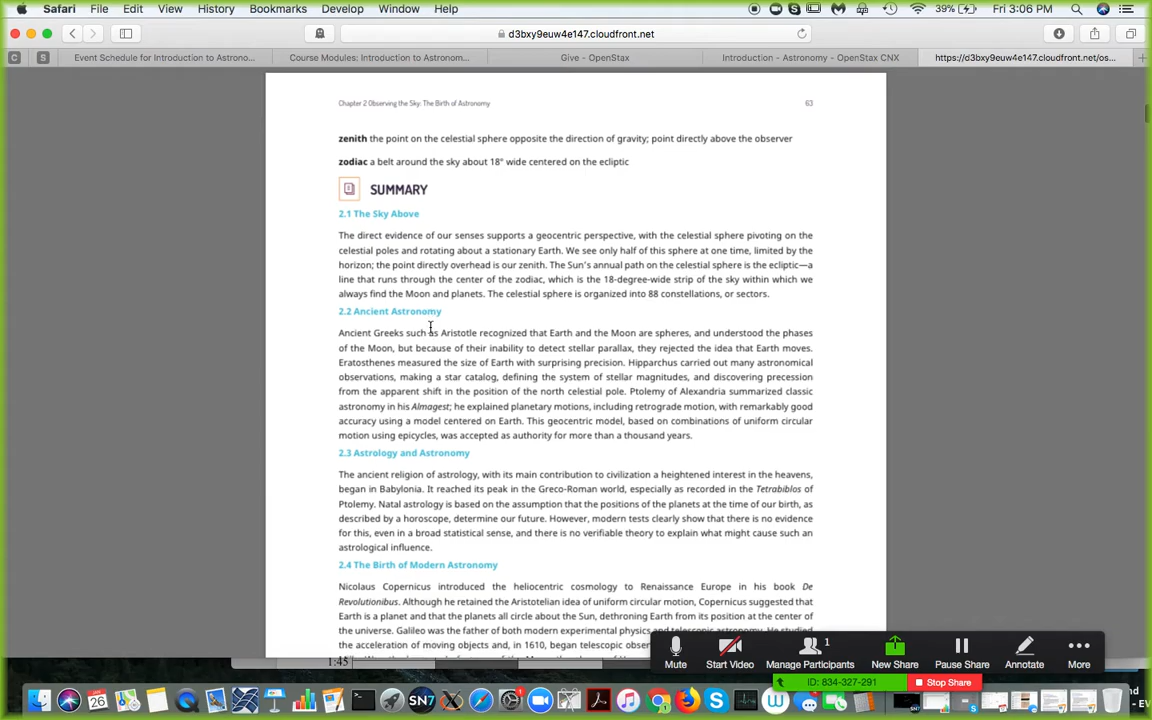 Safari File Edit View History Bookmarks Develop Window Help 39% Fri 3:06 PM
d3bxy9euw4e147.cloudfront.net
C S Event Schedule for Introduction to Astrono... Course Modules: Introduction to Astronom... Give - OpenStax Introduction - Astronomy - OpenStax CNX https://d3bxy9euw4e147.cloudfront.net/os...
Chapter 2 Observing the Sky: The Birth of Astronomy 63
zenith the point on the celestial sphere opposite the direction of gravity; point directly above the observer
zodiac a belt around the sky about 18° wide centered on the ecliptic
SUMMARY
2.1 The Sky Above
The direct evidence of our senses supports a geocentric perspective, with the celestial sphere pivoting on the
celestial poles and rotating about a stationary Earth. We see only half of this sphere at one time, limited by the
horizon; the point directly overhead is our zenith. The Sun's annual path on the celestial sphere is the ecliptic—a
line that runs through the center of the zodiac, which is the 18-degree-wide strip of the sky within which we
always find the Moon and planets. The celestial sphere is organized into 88 constellations, or sectors.
2.2 Ancient Astronomy
Ancient Greeks such as Aristotle recognized that Earth and the Moon are spheres, and understood the phases
of the Moon, but because of their inability to detect stellar parallax, they rejected the idea that Earth moves.
Eratosthenes measured the size of Earth with surprising precision. Hipparchus carried out many astronomical
observations, making a star catalog, defining the system of stellar magnitudes, and discovering precession
from the apparent shift in the position of the north celestial pole. Ptolemy of Alexandria summarized classic
astronomy in his Almagest; he explained planetary motions, including retrograde motion, with remarkably good
accuracy using a model centered on Earth. This geocentric model, based on combinations of uniform circular
motion using epicycles, was accepted as authority for more than a thousand years.
2.3 Astrology and Astronomy
The ancient religion of astrology, with its main contribution to civilization a heightened interest in the heavens,
began in Babylonia. It reached its peak in the Greco-Roman world, especially as recorded in the Tetrabiblos of
Ptolemy. Natal astrology is based on the assumption that the positions of the planets at the time of our birth, as
described by a horoscope, determine our future. However, modern tests clearly show that there is no evidence
for this, even in a broad statistical sense, and there is no verifiable theory to explain what might cause such an
astrological influence.
2.4 The Birth of Modern Astronomy
Nicolaus Copernicus introduced the heliocentric cosmology to Renaissance Europe in his book De
Revolutionibus. Although he retained the Aristotelian idea of uniform circular motion, Copernicus suggested that
Earth is a planet and that the planets all circle about the Sun, dethroning Earth from its position at the center of
the universe. Galileo was the father of both modern experimental physics and telescopic astronomy. He studied
the acceleration of moving objects and, in 1610, began telescopic
1:45
Mute Start Video Manage Participants 1 New Share Pause Share Annotate More
ID: 834-327-291 Stop Share
26 SN7